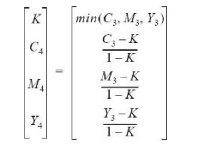 K = min(C₃, M₃, Y₃)
C₄ = (C₃ − K) / (1 − K)
M₄ = (M₃ − K) / (1 − K)
Y₄ = (Y₃ − K) / (1 − K)